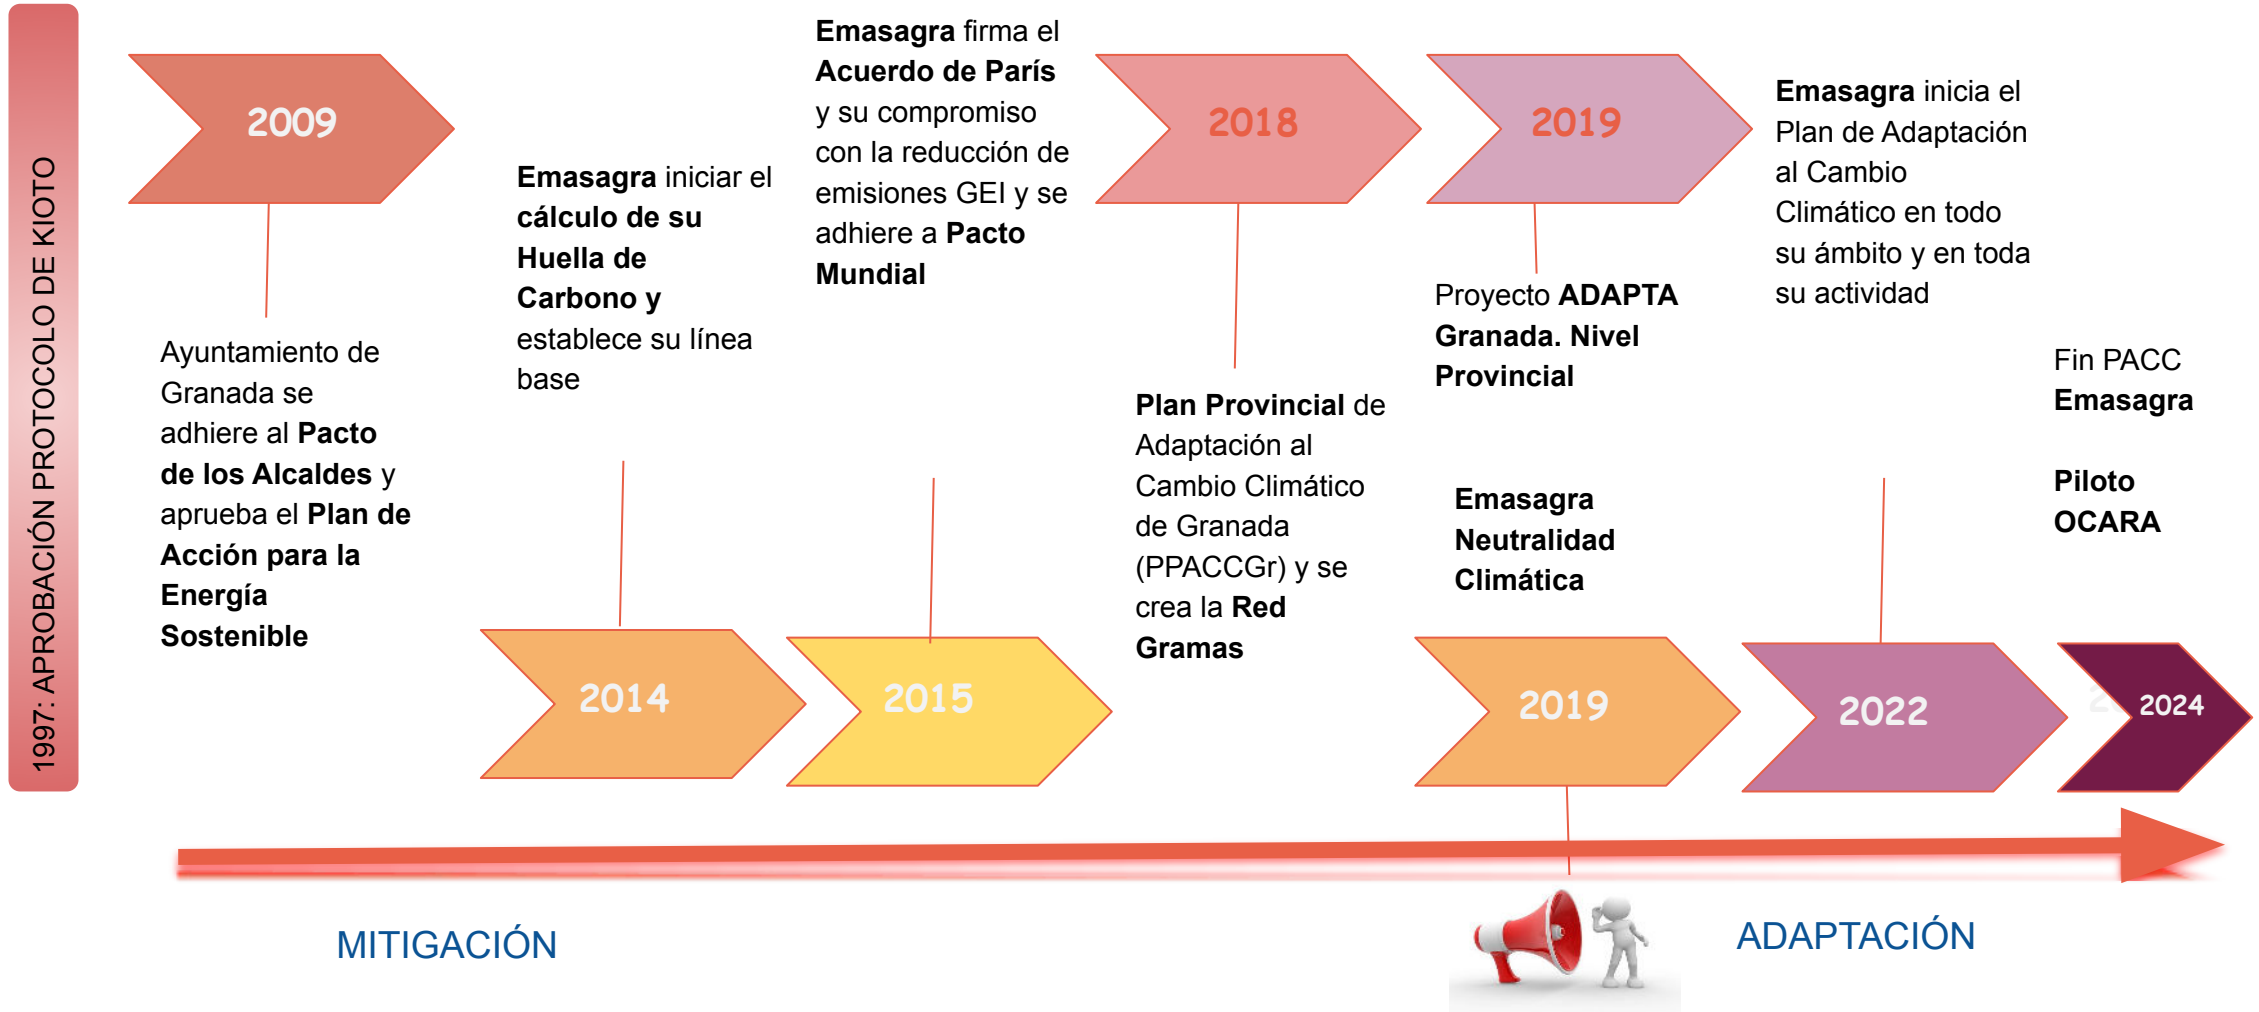 1997: APROBACIÓN PROTOCOLO DE KIOTO
2009
Ayuntamiento de
Granada se
adhiere al Pacto
de los Alcaldes y
aprueba el Plan de
Acción para la
Energía
Sostenible
Emasagra iniciar el
cálculo de su
Huella de
Carbono y
establece su línea
base
2014
Emasagra firma el
Acuerdo de París
y su compromiso
con la reducción de
emisiones GEI y se
adhiere a Pacto
Mundial
2015
2018
Plan Provincial de
Adaptación al
Cambio Climático
de Granada
(PPACCGr) y se
crea la Red
Gramas
2019
Proyecto ADAPTA
Granada. Nivel
Provincial
Emasagra
Neutralidad
Climática
2019
Emasagra inicia el
Plan de Adaptación
al Cambio
Climático en todo
su ámbito y en toda
su actividad
2022
Fin PACC
Emasagra
Piloto
OCARA
2024
MITIGACIÓN
ADAPTACIÓN